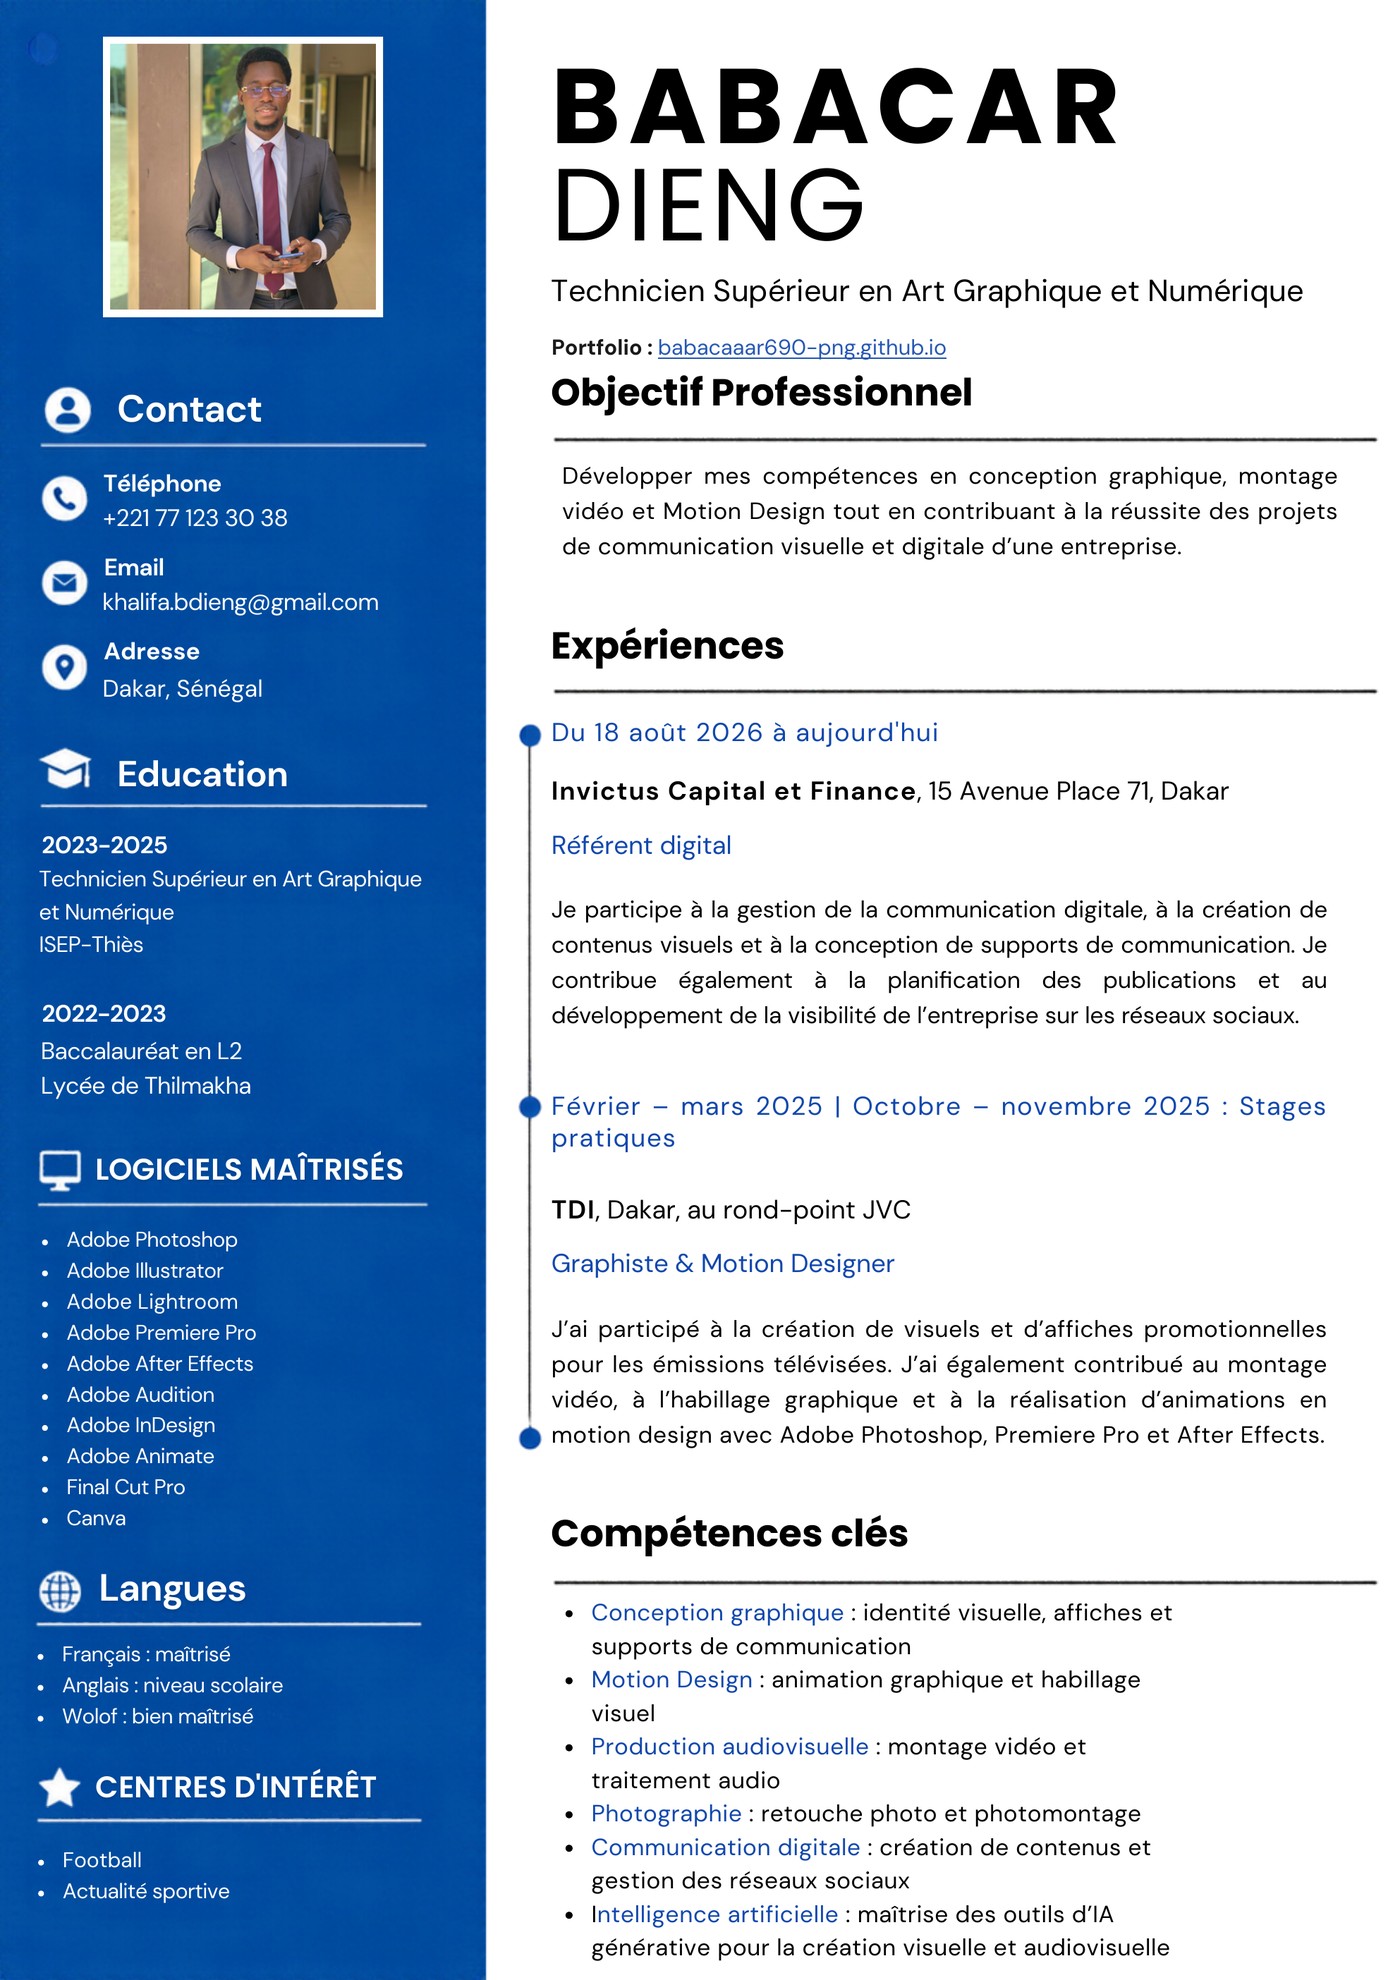 BABACAR
DIENG
Technicien Supérieur en Art Graphique et Numérique
Portfolio : babacaaar690-png.github.io
Objectif Professionnel
Développer mes compétences en conception graphique, montage
vidéo et Motion Design tout en contribuant à la réussite des projets
de communication visuelle et digitale d’une entreprise.
Expériences
Du 18 août 2026 à aujourd'hui
Invictus Capital et Finance, 15 Avenue Place 71, Dakar
Référent digital
Je participe à la gestion de la communication digitale, à la création de
contenus visuels et à la conception de supports de communication. Je
contribue également à la planification des publications et au
développement de la visibilité de l’entreprise sur les réseaux sociaux.
Février – mars 2025 | Octobre – novembre 2025 : Stages
pratiques
TDI, Dakar, au rond-point JVC
Graphiste & Motion Designer
J’ai participé à la création de visuels et d’affiches promotionnelles
pour les émissions télévisées. J’ai également contribué au montage
vidéo, à l’habillage graphique et à la réalisation d’animations en
motion design avec Adobe Photoshop, Premiere Pro et After Effects.
Compétences clés
• Conception graphique : identité visuelle, affiches et
supports de communication
• Motion Design : animation graphique et habillage
visuel
• Production audiovisuelle : montage vidéo et
traitement audio
• Photographie : retouche photo et photomontage
• Communication digitale : création de contenus et
gestion des réseaux sociaux
• Intelligence artificielle : maîtrise des outils d’IA
générative pour la création visuelle et audiovisuelle
Contact
Téléphone
+221 77 123 30 38
Email
khalifa.bdieng@gmail.com
Adresse
Dakar, Sénégal
Education
2023-2025
Technicien Supérieur en Art Graphique
et Numérique
ISEP-Thiès
2022-2023
Baccalauréat en L2
Lycée de Thilmakha
LOGICIELS MAÎTRISÉS
• Adobe Photoshop
• Adobe Illustrator
• Adobe Lightroom
• Adobe Premiere Pro
• Adobe After Effects
• Adobe Audition
• Adobe InDesign
• Adobe Animate
• Final Cut Pro
• Canva
Langues
• Français : maîtrisé
• Anglais : niveau scolaire
• Wolof : bien maîtrisé
CENTRES D'INTÉRÊT
• Football
• Actualité sportive